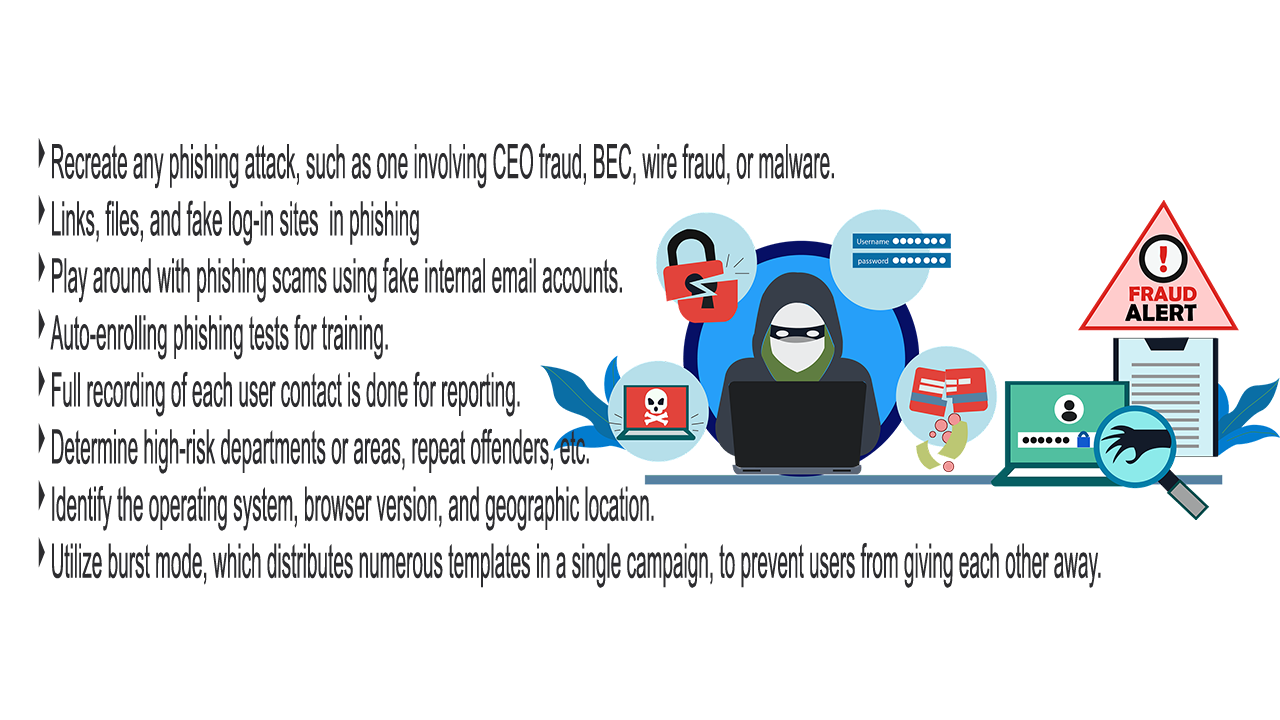 Recreate any phishing attack, such as one involving CEO fraud, BEC, wire fraud, or malware.
Links, files, and fake log-in sites in phishing
Play around with phishing scams using fake internal email accounts.
Auto-enrolling phishing tests for training.
Full recording of each user contact is done for reporting.
Determine high-risk departments or areas, repeat offenders, etc.
Identify the operating system, browser version, and geographic location.
Utilize burst mode, which distributes numerous templates in a single campaign, to prevent users from giving each other away.
Username
password
FRAUD
ALERT